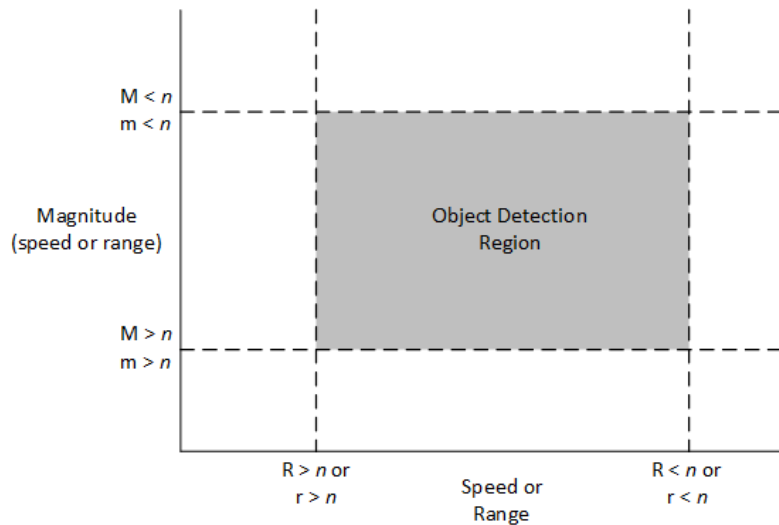 M < n
m < n
Magnitude
(speed or range)
Object Detection
Region
M > n
m > n
R > n or
r > n
Speed or
Range
R < n or
r < n